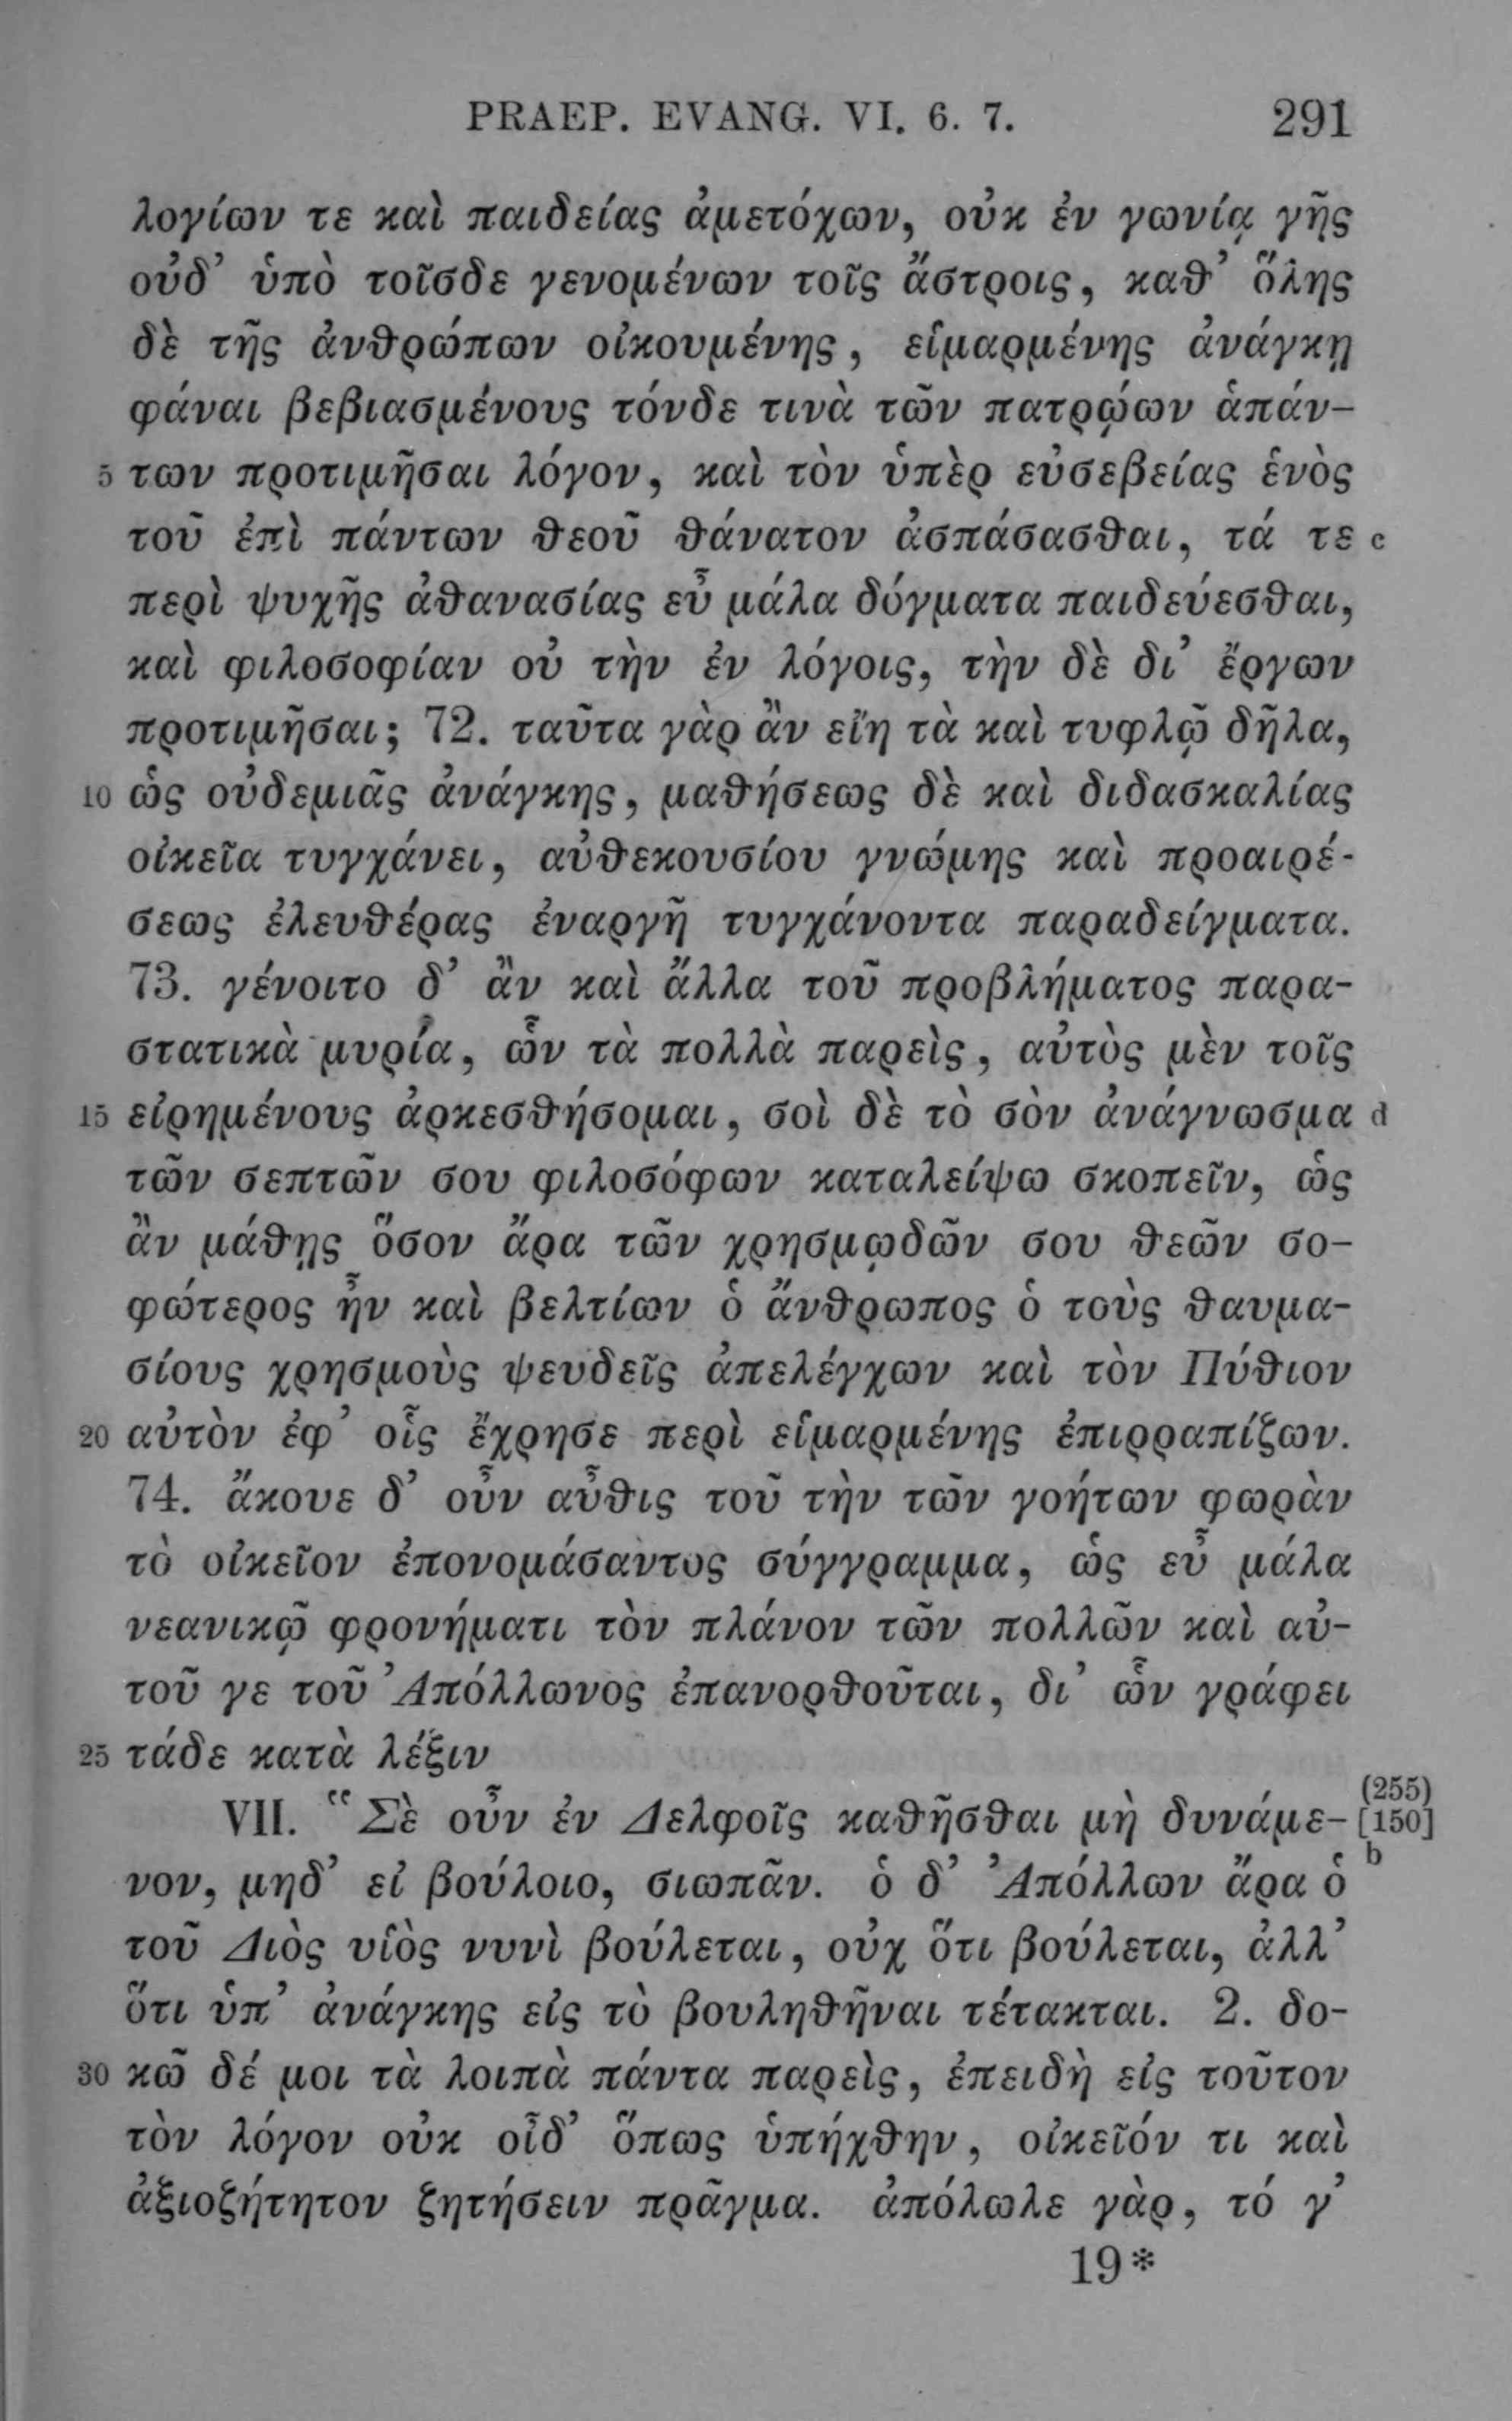 PRAEP. EVANG. VI. 6. 7. 291
λογίων τε καὶ παιδείας ἀμετόχων, οὐκ ἐν γωνίᾳ γῆς
οὐδ’ ὑπὸ τοῖσδε γενομένων τοῖς ἄστροις, καθ’ ὅλης
δὲ τῆς ἀνθρώπων οἰκουμένης, εἱμαρμένης ἀνάγκῃ
φάναι βεβιασμένους τόνδε τινὰ τῶν πατρῴων ἁπάν-
5 των προτιμῆσαι λόγον, καὶ τὸν ὑπὲρ εὐσεβείας ἑνὸς
τοῦ ἐπὶ πάντων θεοῦ θάνατον ἀσπάσασθαι, τά τε c
περὶ ψυχῆς ἀθανασίας εὖ μάλα δόγματα παιδεύεσθαι,
καὶ φιλοσοφίαν οὐ τὴν ἐν λόγοις, τὴν δὲ δι’ ἔργων
προτιμῆσαι; 72. ταῦτα γὰρ ἂν εἴη τὰ καὶ τυφλῷ δῆλα,
10 ὡς οὐδεμιᾶς ἀνάγκης, μαθήσεως δὲ καὶ διδασκαλίας
οἰκεῖα τυγχάνει, αὐθεκουσίου γνώμης καὶ προαιρέ-
σεως ἐλευθέρας ἐναργῆ τυγχάνοντα παραδείγματα.
73. γένοιτο δ’ ἂν καὶ ἄλλα τοῦ προβλήματος παρα-
στατικὰ μυρία, ὧν τὰ πολλὰ παρεὶς, αὐτὸς μὲν τοῖς
15 εἰρημένους ἀρκεσθήσομαι, σοὶ δὲ τὸ σὸν ἀνάγνωσμα d
τῶν σεπτῶν σου φιλοσόφων καταλείψω σκοπεῖν, ὡς
ἂν μάθῃς ὅσον ἄρα τῶν χρησμῳδῶν σου θεῶν σο-
φώτερος ἦν καὶ βελτίων ὁ ἄνθρωπος ὁ τοὺς θαυμα-
σίους χρησμοὺς ψευδεῖς ἀπελέγχων καὶ τὸν Πύθιον
20 αὐτὸν ἐφ’ οἷς ἔχρησε περὶ εἱμαρμένης ἐπιρραπίζων.
74. ἄκουε δ’ οὖν αὖθις τοῦ τὴν τῶν γοήτων φωρὰν
τὸ οἰκεῖον ἐπονομάσαντος σύγγραμμα, ὡς εὖ μάλα
νεανικῷ φρονήματι τὸν πλάνον τῶν πολλῶν καὶ αὐ-
τοῦ γε τοῦ Ἀπόλλωνος ἐπανορθοῦται, δι’ ὧν γράφει
25 τάδε κατὰ λέξιν
VII. “Σὲ οὖν ἐν Δελφοῖς καθῆσθαι μὴ δυνάμε- (255) [150]
νον, μηδ’ εἰ βούλοιο, σιωπᾶν. ὁ δ’ Ἀπόλλων ἄρα ὁ b
τοῦ Διὸς υἱὸς νυνὶ βούλεται, οὐχ ὅτι βούλεται, ἀλλ’
ὅτι ὑπ’ ἀνάγκης εἰς τὸ βουληθῆναι τέτακται. 2. δο-
30 κῶ δέ μοι τὰ λοιπὰ πάντα παρεὶς, ἐπειδὴ εἰς τοῦτον
τὸν λόγον οὐκ οἶδ’ ὅπως ὑπήχθην, οἰκεῖόν τι καὶ
ἀξιοζήτητον ζητήσειν πρᾶγμα. ἀπόλωλε γὰρ, τό γ’
19*